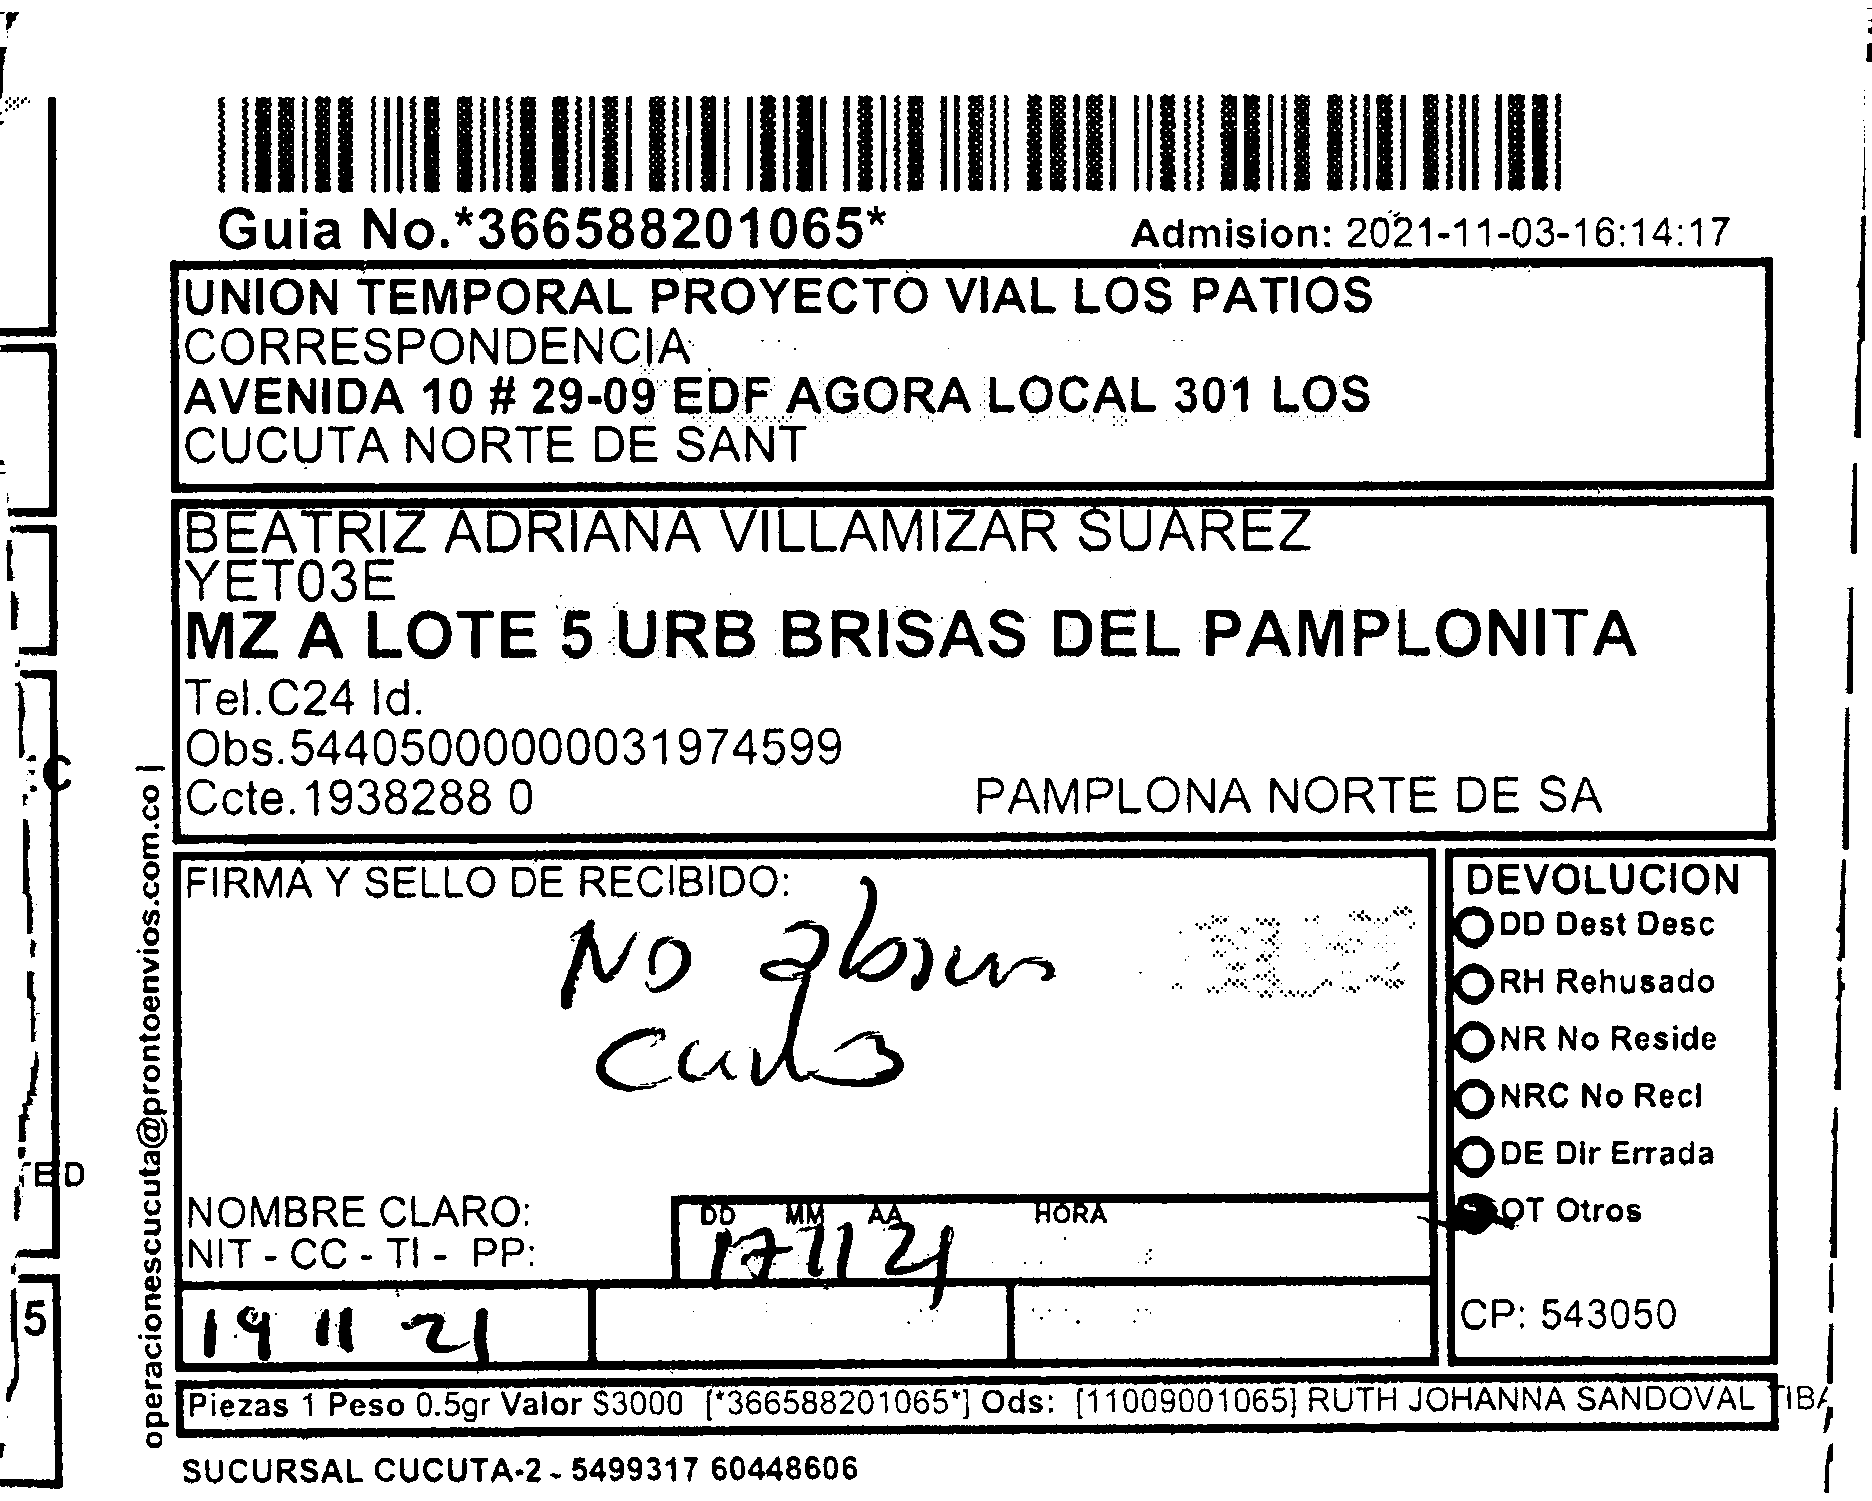 Guia No.*366588201065*
Admision: 2021-11-03-16:14:17
UNION TEMPORAL PROYECTO VIAL LOS PATIOS
CORRESPONDENCIA
AVENIDA 10 # 29-09 EDF AGORA LOCAL 301 LOS
CUCUTA NORTE DE SANT
BEATRIZ ADRIANA VILLAMIZAR SUAREZ
YET03E
MZ A LOTE 5 URB BRISAS DEL PAMPLONITA
Tel.C24 Id.
Obs.544050000000031974599
Ccte.1938288 0
PAMPLONA NORTE DE SA
FIRMA Y SELLO DE RECIBIDO:
No
DEVOLUCION
DD Dest Desc
RH Rehusado
NR No Reside
NRC No Recl
DE Dir Errada
OT Otros
CP: 543050
NOMBRE CLARO:
NIT - CC - TI - PP:
DD MM AA HORA
17 11 21
19 11 21
Piezas 1 Peso 0.5gr Valor $3000 [*366588201065*] Ods: [11009001065] RUTH JOHANNA SANDOVAL TIBA
SUCURSAL CUCUTA-2 - 5499317 60448606
operacionescucuta@prontoenvios.com.co |
ED
5